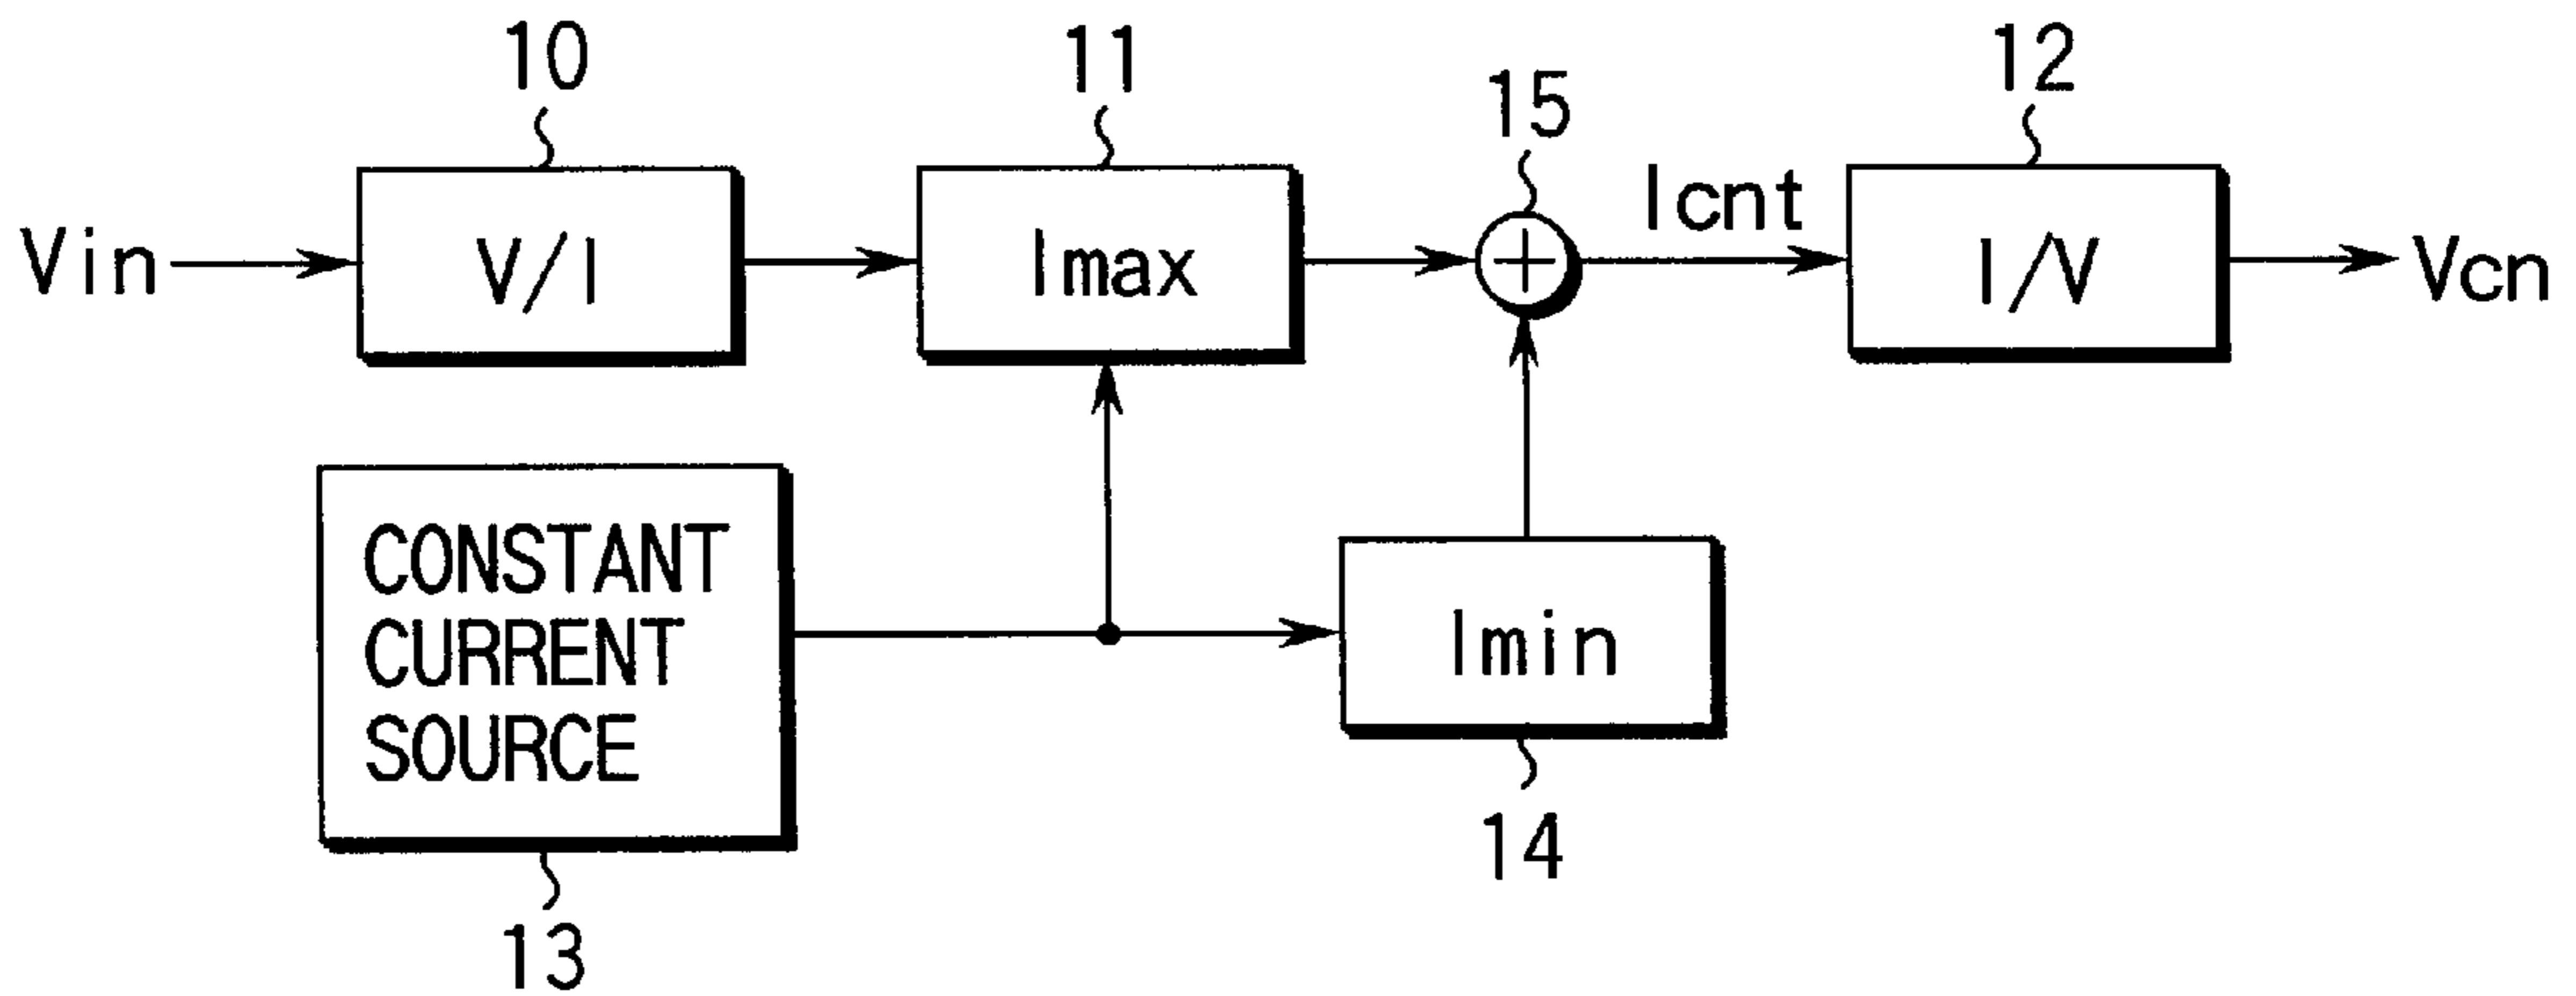 10
11
15
12
Vin
V/I
Imax
+
Icnt
I/V
Vcn
CONSTANT
CURRENT
SOURCE
Imin
14
13